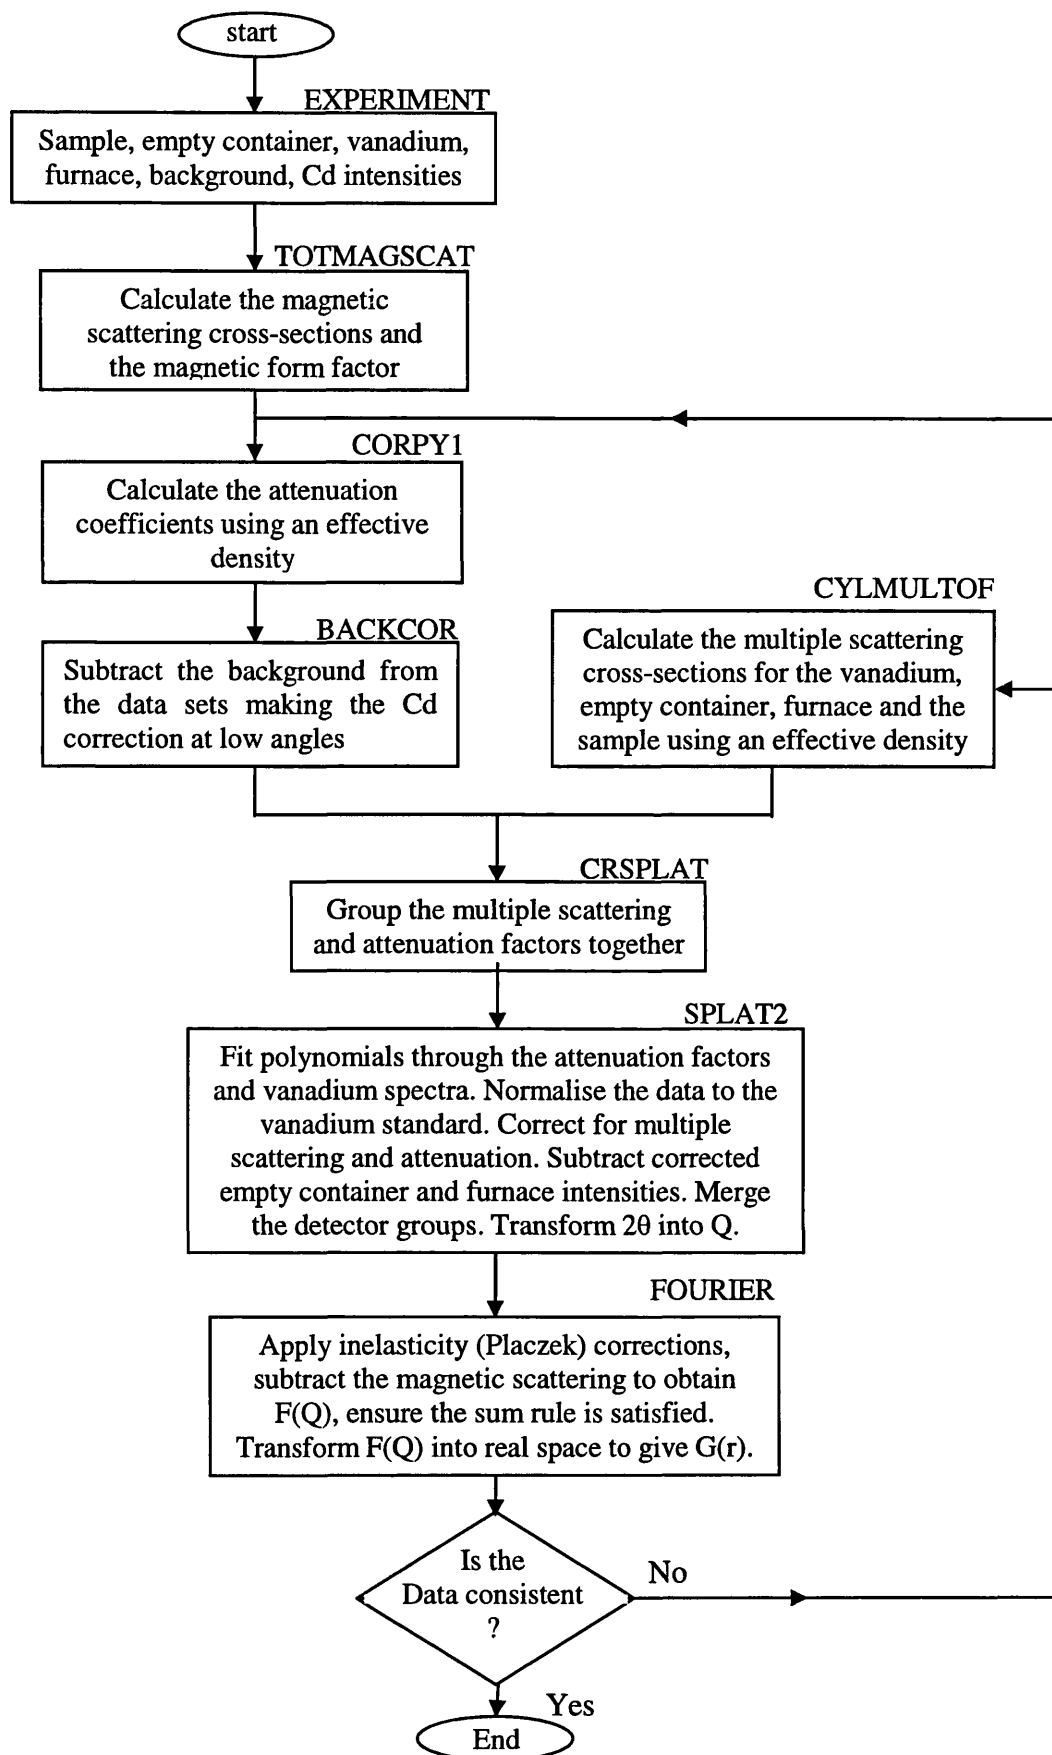 start
EXPERIMENT
Sample, empty container, vanadium,
furnace, background, Cd intensities
TOTMAGSCAT
Calculate the magnetic
scattering cross-sections and
the magnetic form factor
CORPY1
Calculate the attenuation
coefficients using an effective
density
BACKCOR
Subtract the background from
the data sets making the Cd
correction at low angles
CYLMULTOF
Calculate the multiple scattering
cross-sections for the vanadium,
empty container, furnace and the
sample using an effective density
CRSPLAT
Group the multiple scattering
and attenuation factors together
SPLAT2
Fit polynomials through the attenuation factors
and vanadium spectra. Normalise the data to the
vanadium standard. Correct for multiple
scattering and attenuation. Subtract corrected
empty container and furnace intensities. Merge
the detector groups. Transform 2θ into Q.
FOURIER
Apply inelasticity (Placzek) corrections,
subtract the magnetic scattering to obtain
F(Q), ensure the sum rule is satisfied.
Transform F(Q) into real space to give G(r).
Is the
Data consistent
?
No
Yes
End